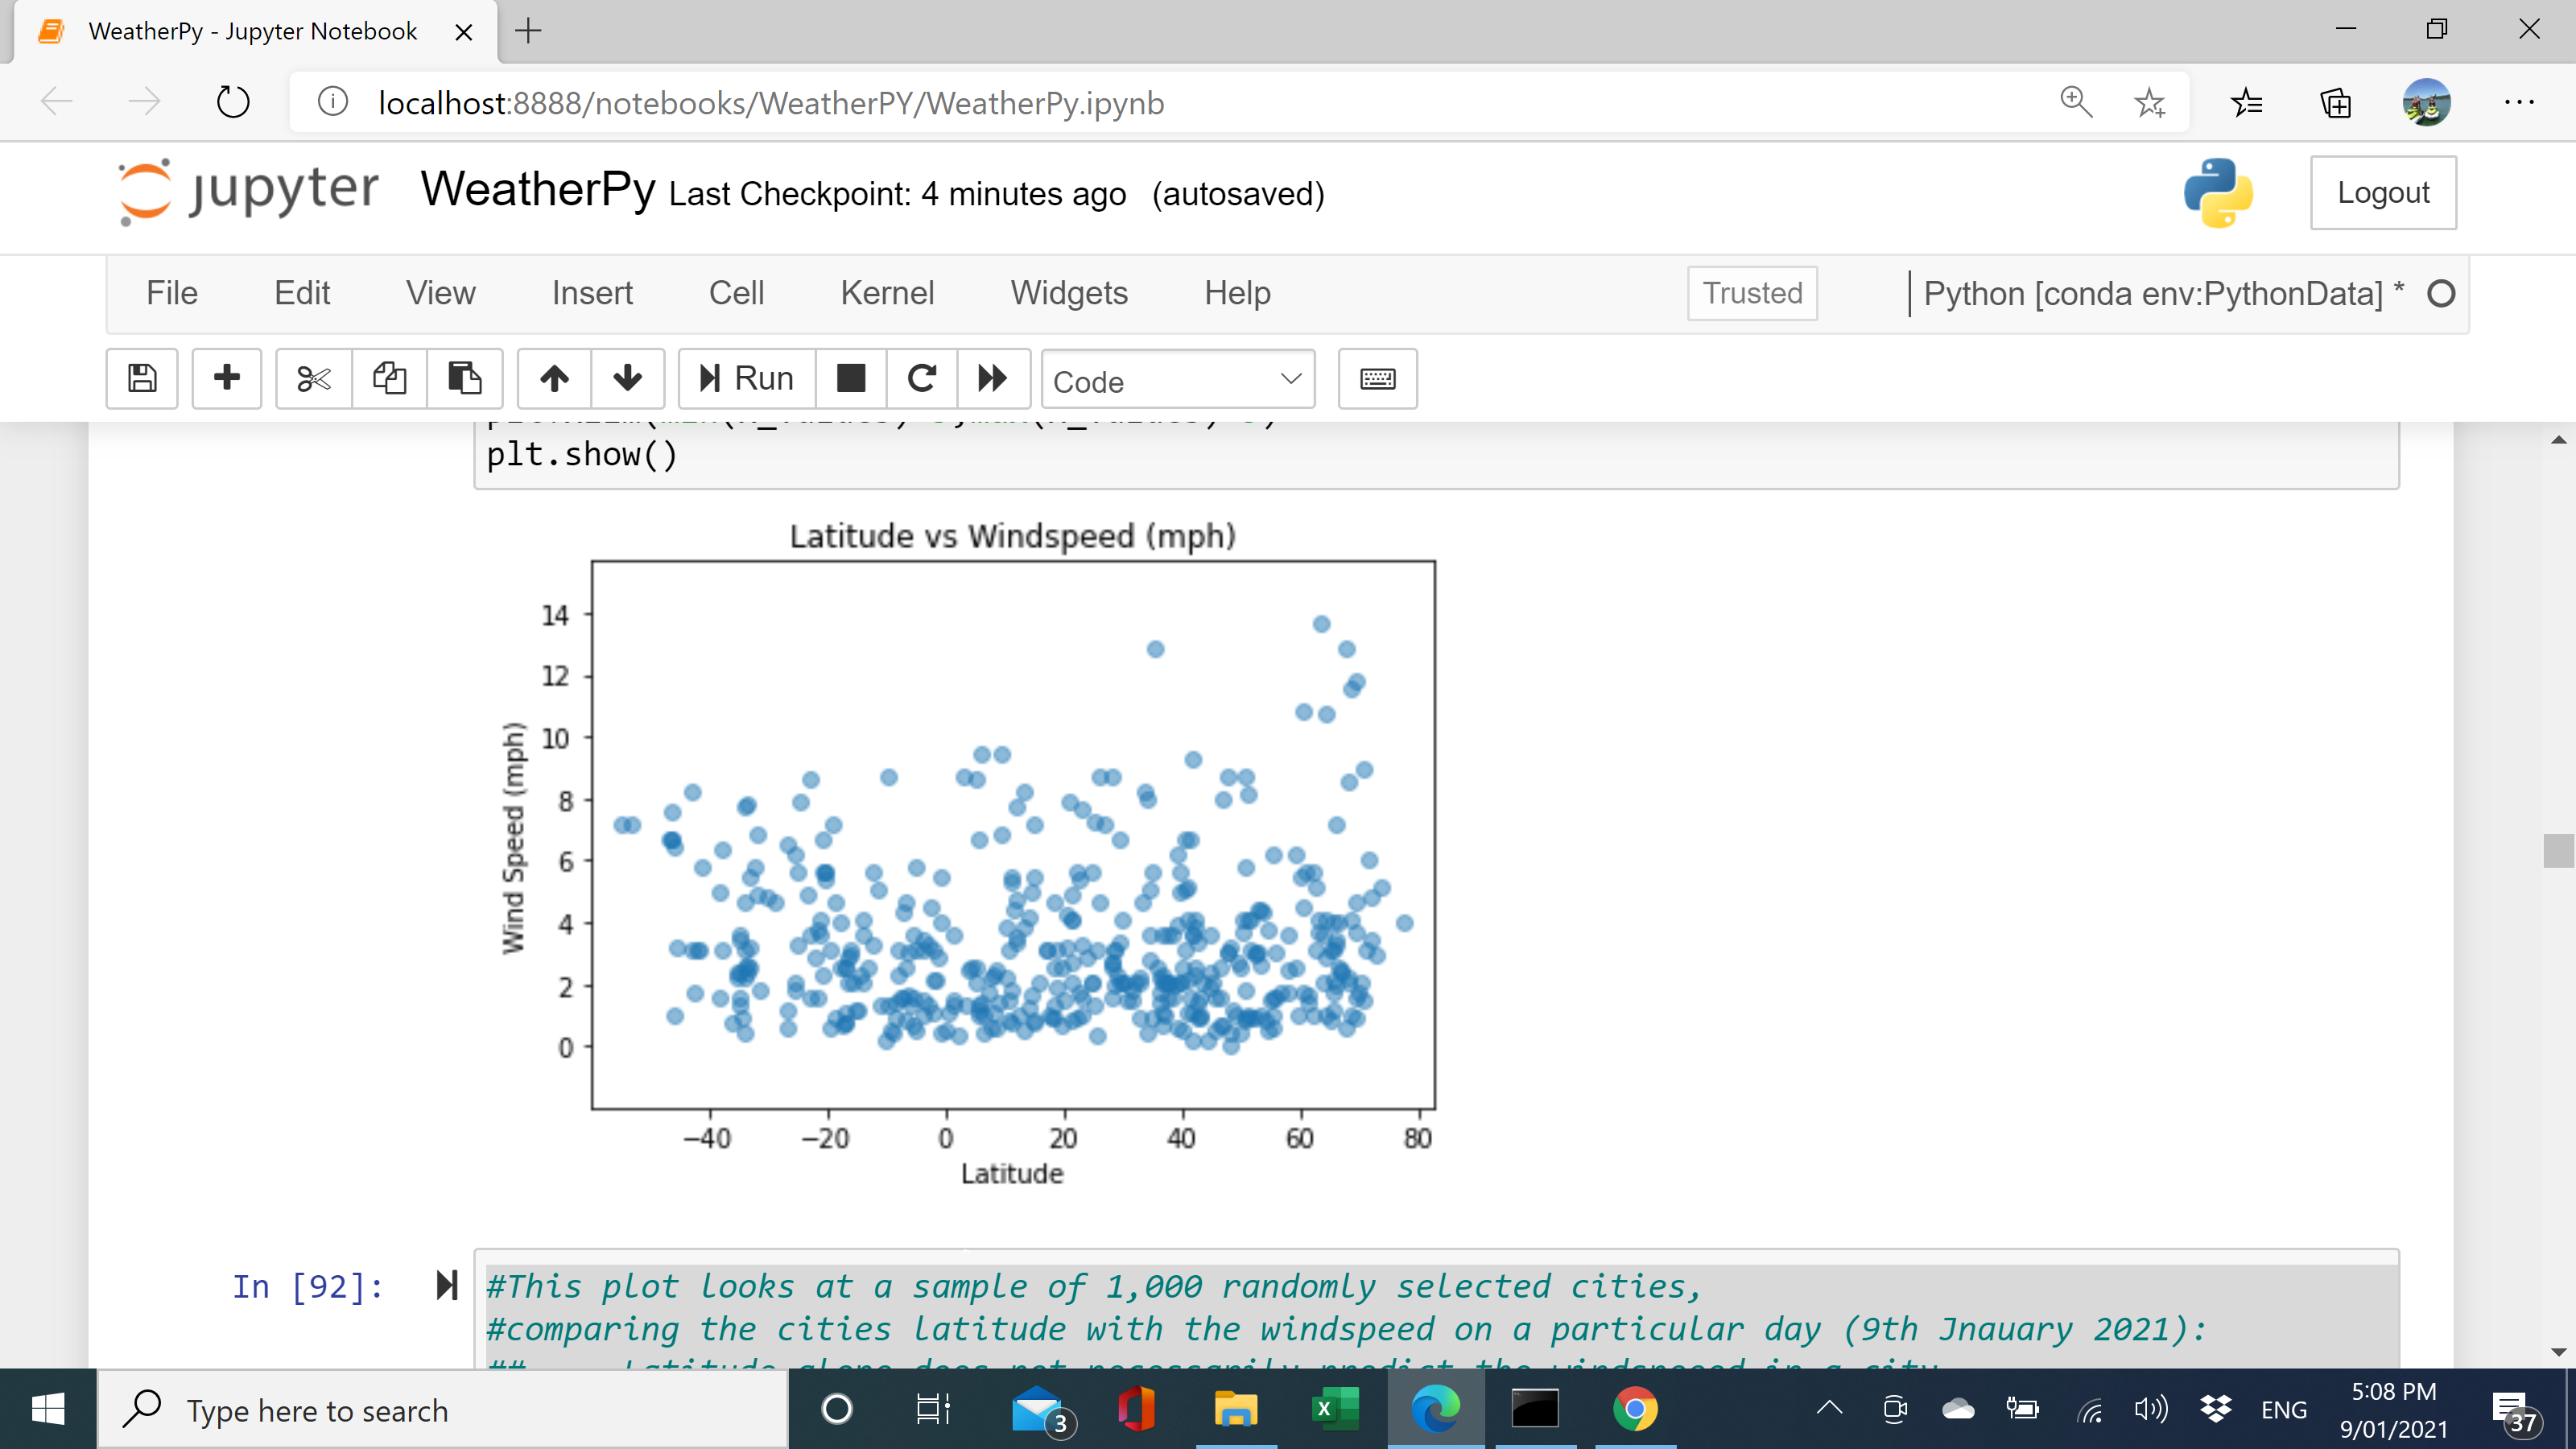 WeatherPy - Jupyter Notebook
localhost:8888/notebooks/WeatherPY/WeatherPy.ipynb
jupyter WeatherPy Last Checkpoint: 4 minutes ago (autosaved)
Logout
File Edit View Insert Cell Kernel Widgets Help Trusted Python [conda env:PythonData] *
Run Code
plt.show()
Latitude vs Windspeed (mph)
Wind Speed (mph)
14
12
10
8
6
4
2
0
−40 −20 0 20 40 60 80
Latitude
In [92]:
#This plot looks at a sample of 1,000 randomly selected cities,
#comparing the cities latitude with the windspeed on a particular day (9th Jnauary 2021):
Type here to search
3
ENG
5:08 PM
9/01/2021
37